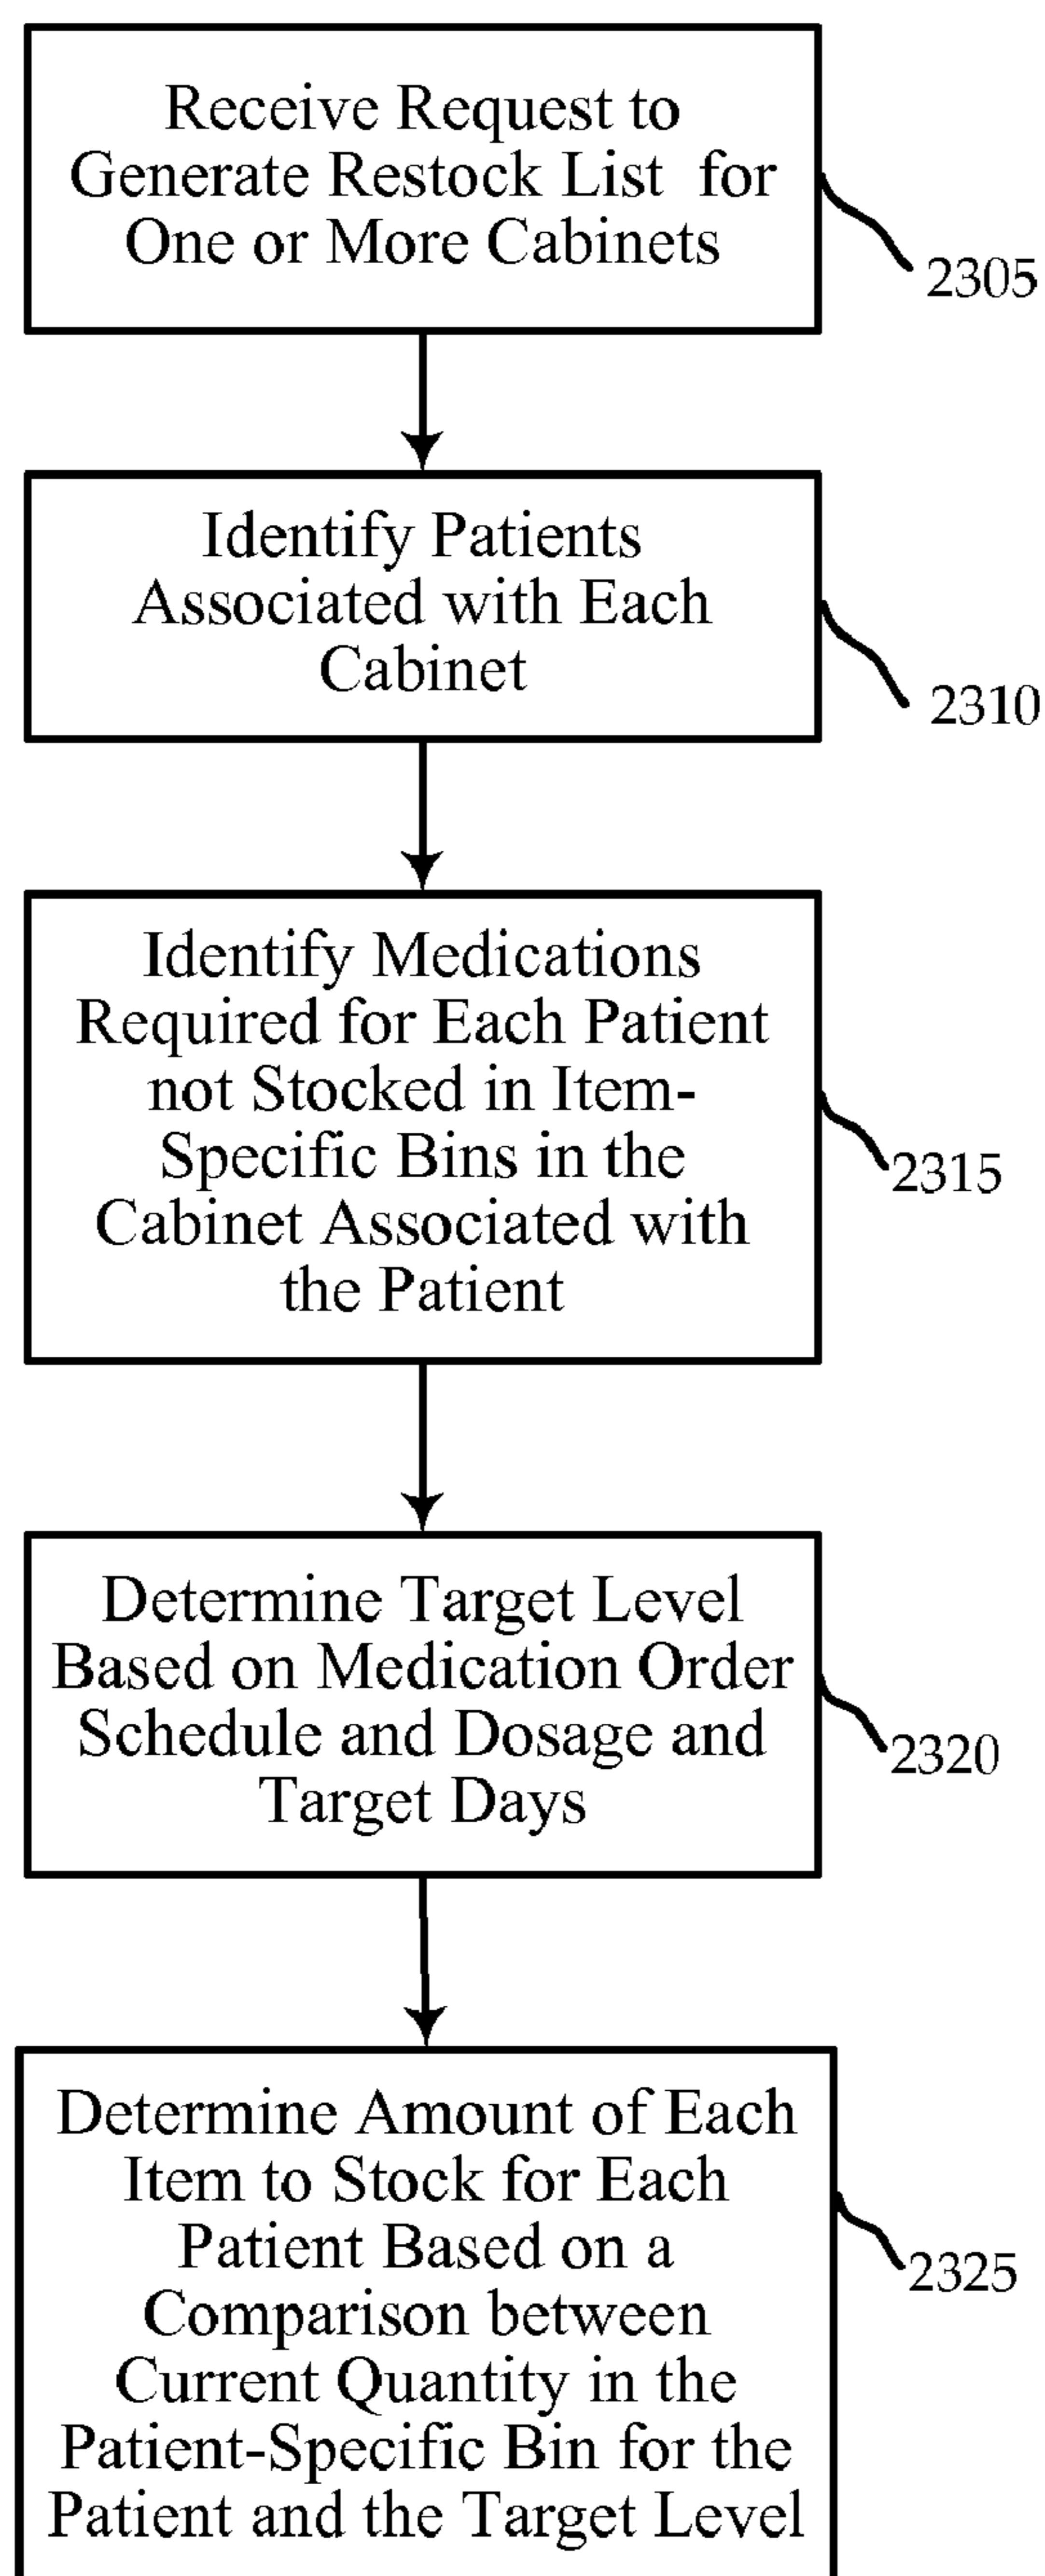 Receive Request to
Generate Restock List for
One or More Cabinets
2305
Identify Patients
Associated with Each
Cabinet
2310
Identify Medications
Required for Each Patient
not Stocked in Item-
Specific Bins in the
Cabinet Associated with
the Patient
2315
Determine Target Level
Based on Medication Order
Schedule and Dosage and
Target Days
2320
Determine Amount of Each
Item to Stock for Each
Patient Based on a
Comparison between
Current Quantity in the
Patient-Specific Bin for the
Patient and the Target Level
2325